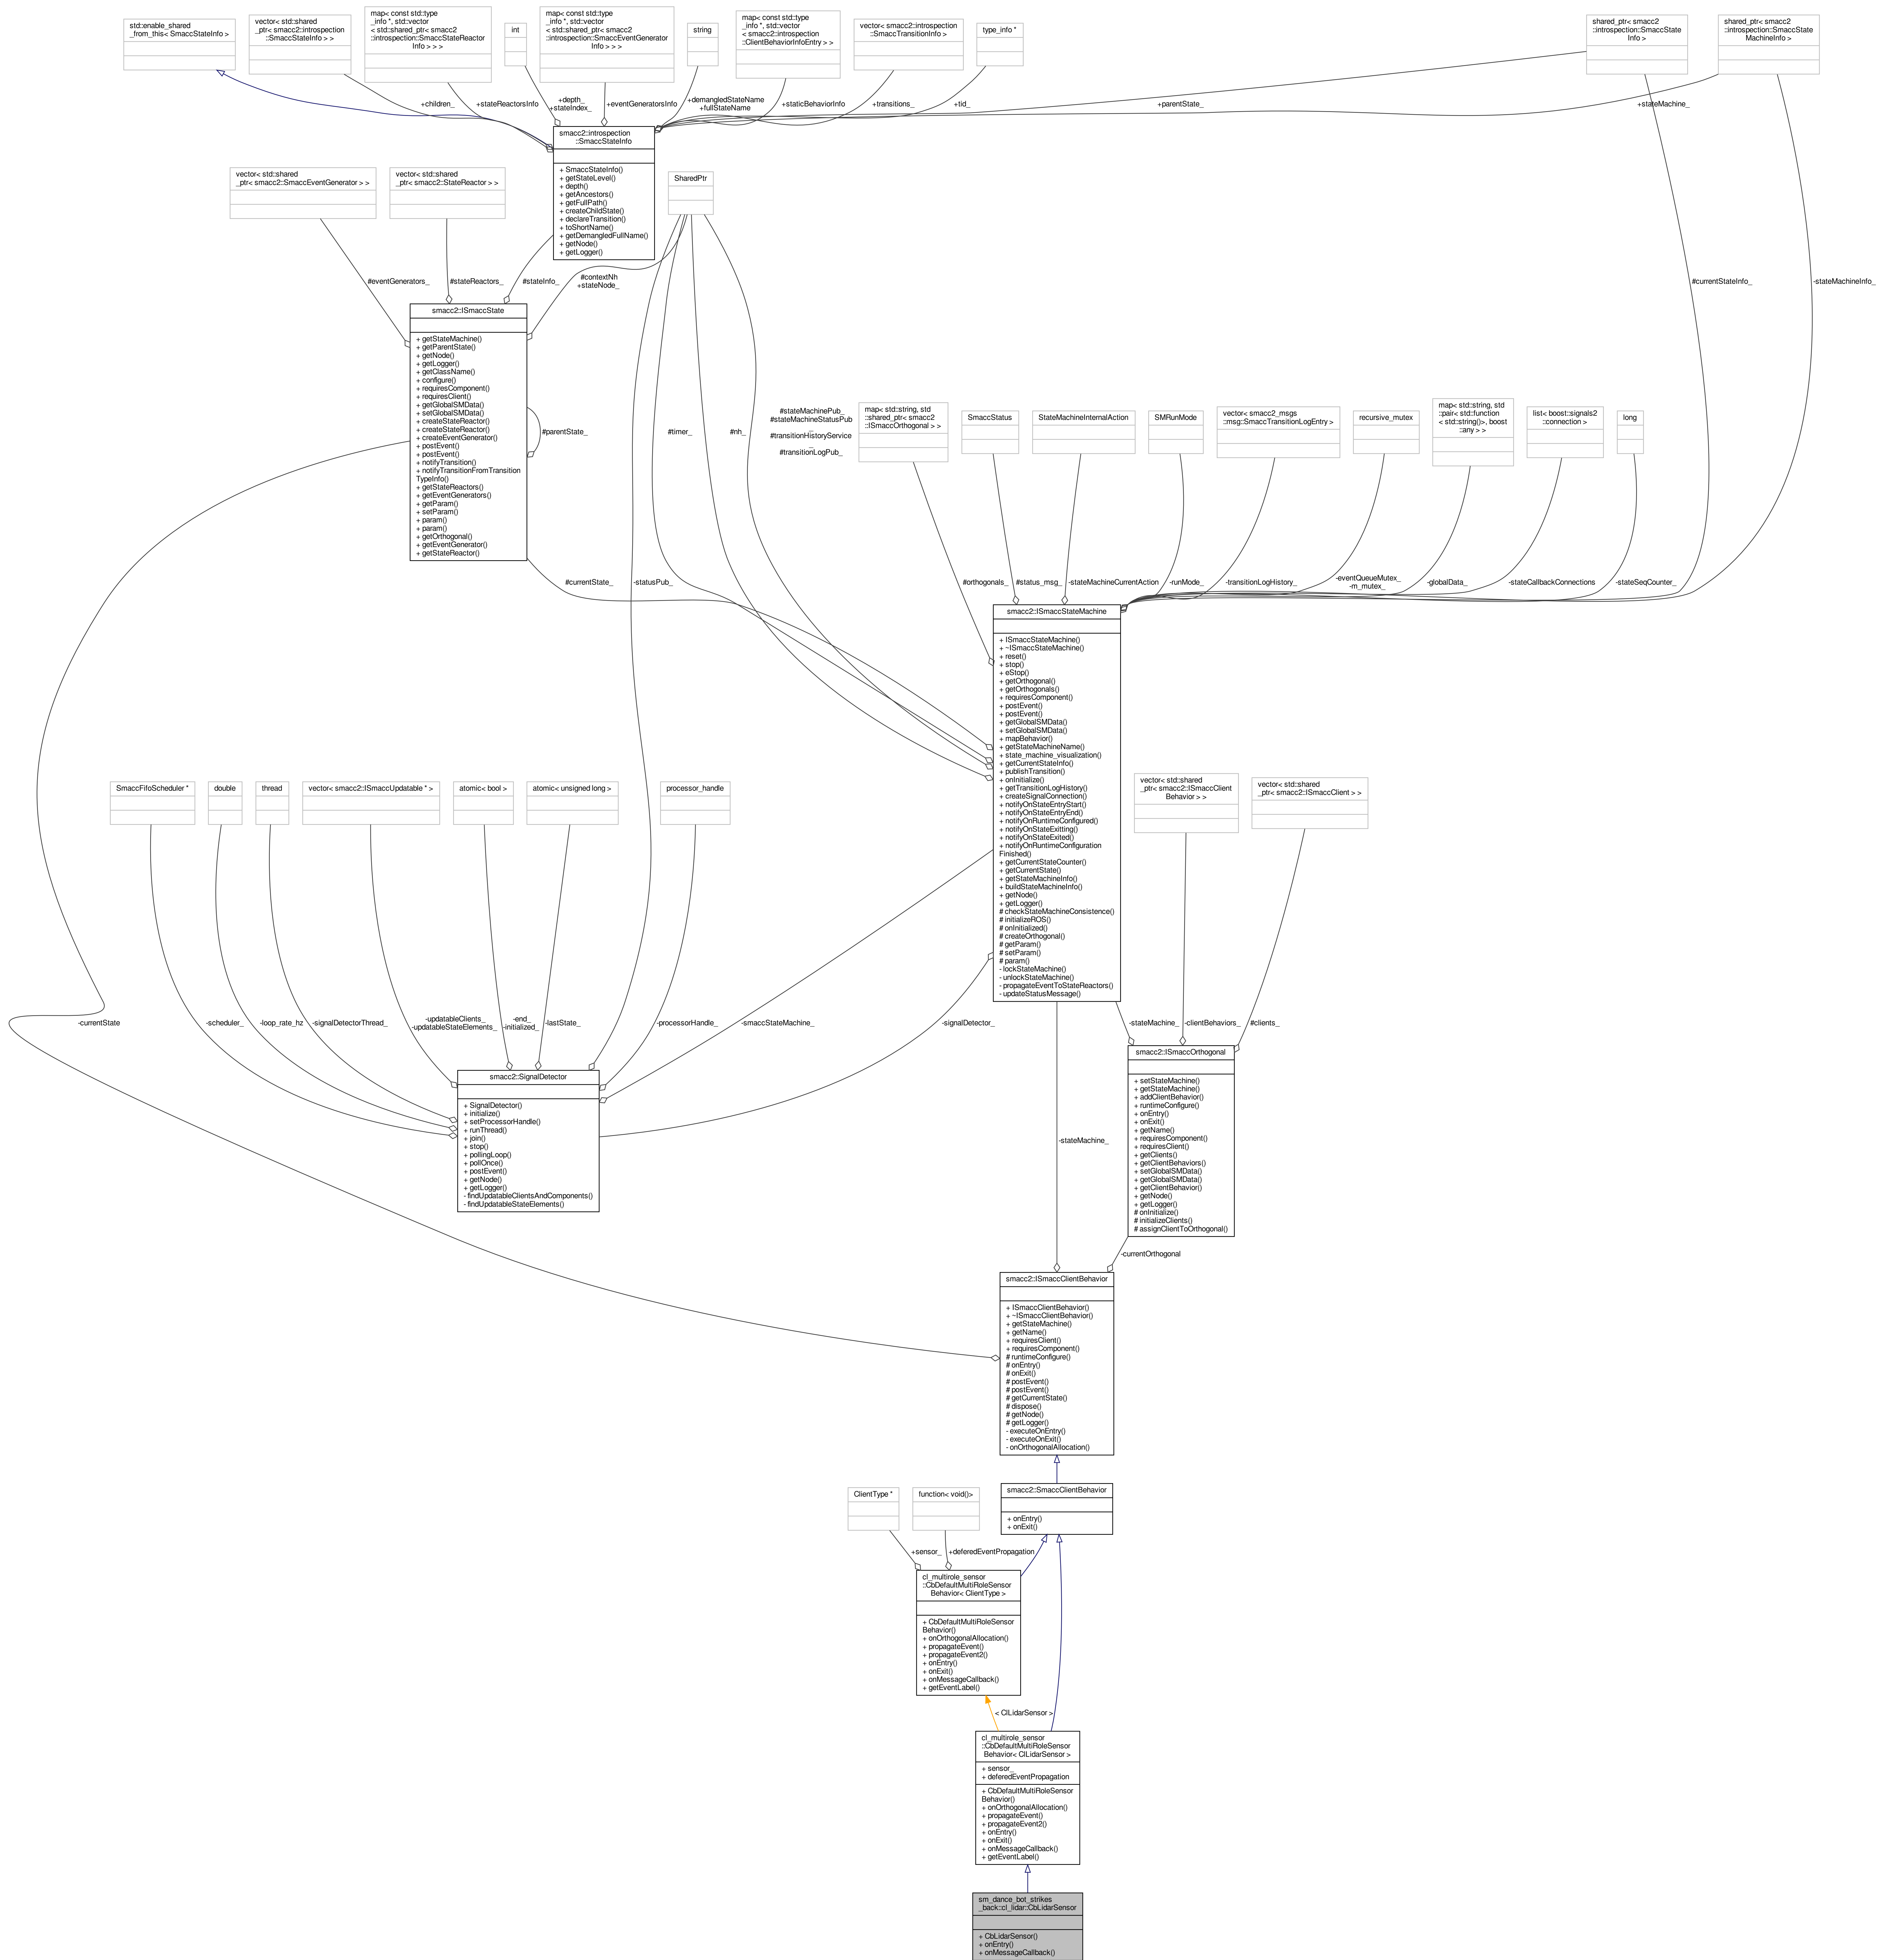 std::enable_shared
_from_this< SmaccStateInfo >
vector< std::shared
_ptr< smacc2::introspection
::SmaccStateInfo > >
map< const std::type
_info *, std::vector
< std::shared_ptr< smacc2
::introspection::SmaccStateReactor
Info > > >
int
map< const std::type
_info *, std::vector
< std::shared_ptr< smacc2
::introspection::SmaccEventGenerator
Info > > >
string
map< const std::type
_info *, std::vector
< smacc2::introspection
::ClientBehaviorInfoEntry > >
vector< smacc2::introspection
::SmaccTransitionInfo >
type_info *
shared_ptr< smacc2
::introspection::SmaccState
Info >
shared_ptr< smacc2
::introspection::SmaccState
MachineInfo >
+children_
+stateReactorsInfo
+depth_
+stateIndex_
+eventGeneratorsInfo
+demangledStateName
+fullStateName
+staticBehaviorInfo
+transitions_
+tid_
+parentState_
+stateMachine_
smacc2::introspection
::SmaccStateInfo
+ SmaccStateInfo()
+ getStateLevel()
+ depth()
+ getAncestors()
+ getFullPath()
+ createChildState()
+ declareTransition()
+ toShortName()
+ getDemangledFullName()
+ getNode()
+ getLogger()
vector< std::shared
_ptr< smacc2::SmaccEventGenerator > >
vector< std::shared
_ptr< smacc2::StateReactor > >
SharedPtr
#eventGenerators_
#stateReactors_
#stateInfo_
#contextNh
+stateNode_
#currentStateInfo_
-stateMachineInfo_
smacc2::ISmaccState
+ getStateMachine()
+ getParentState()
+ getNode()
+ getLogger()
+ getClassName()
+ configure()
+ requiresComponent()
+ requiresClient()
+ getGlobalSMData()
+ setGlobalSMData()
+ createStateReactor()
+ createStateReactor()
+ createEventGenerator()
+ postEvent()
+ postEvent()
+ notifyTransition()
+ notifyTransitionFromTransition
TypeInfo()
+ getStateReactors()
+ getEventGenerators()
+ getParam()
+ setParam()
+ param()
+ param()
+ getOrthogonal()
+ getEventGenerator()
+ getStateReactor()
#parentState_
#timer_
#nh_
#stateMachinePub_
#stateMachineStatusPub
_
#transitionHistoryService
_
#transitionLogPub_
map< std::string, std
::shared_ptr< smacc2
::ISmaccOrthogonal > >
SmaccStatus
StateMachineInternalAction
SMRunMode
vector< smacc2_msgs
::msg::SmaccTransitionLogEntry >
recursive_mutex
map< std::string, std
::pair< std::function
< std::string()>, boost
::any > >
list< boost::signals2
::connection >
long
#currentState_
-statusPub_
#orthogonals_
#status_msg_
-stateMachineCurrentAction
-runMode_
-transitionLogHistory_
-eventQueueMutex_
-m_mutex_
-globalData_
-stateCallbackConnections
-stateSeqCounter_
smacc2::ISmaccStateMachine
+ ISmaccStateMachine()
+ ~ISmaccStateMachine()
+ reset()
+ stop()
+ eStop()
+ getOrthogonal()
+ getOrthogonals()
+ requiresComponent()
+ postEvent()
+ postEvent()
+ getGlobalSMData()
+ setGlobalSMData()
+ mapBehavior()
+ getStateMachineName()
+ state_machine_visualization()
+ getCurrentStateInfo()
+ publishTransition()
+ onInitialize()
+ getTransitionLogHistory()
+ createSignalConnection()
+ notifyOnStateEntryStart()
+ notifyOnStateEntryEnd()
+ notifyOnRuntimeConfigured()
+ notifyOnStateExitting()
+ notifyOnStateExited()
+ notifyOnRuntimeConfiguration
Finished()
+ getCurrentStateCounter()
+ getCurrentState()
+ getStateMachineInfo()
+ buildStateMachineInfo()
+ getNode()
+ getLogger()
# checkStateMachineConsistence()
# initializeROS()
# onInitialized()
# createOrthogonal()
# getParam()
# setParam()
# param()
- lockStateMachine()
- unlockStateMachine()
- propagateEventToStateReactors()
- updateStatusMessage()
SmaccFifoScheduler *
double
thread
vector< smacc2::ISmaccUpdatable * >
atomic< bool >
atomic< unsigned long >
processor_handle
vector< std::shared
_ptr< smacc2::ISmaccClient
Behavior > >
vector< std::shared
_ptr< smacc2::ISmaccClient > >
-currentState
-scheduler_
-loop_rate_hz
-signalDetectorThread_
-updatableClients_
-updatableStateElements_
-end_
-initialized_
-lastState_
-processorHandle_
-smaccStateMachine_
-signalDetector_
-stateMachine_
-clientBehaviors_
#clients_
smacc2::SignalDetector
+ SignalDetector()
+ initialize()
+ setProcessorHandle()
+ runThread()
+ join()
+ stop()
+ pollingLoop()
+ pollOnce()
+ postEvent()
+ getNode()
+ getLogger()
- findUpdatableClientsAndComponents()
- findUpdatableStateElements()
smacc2::ISmaccOrthogonal
+ setStateMachine()
+ getStateMachine()
+ addClientBehavior()
+ runtimeConfigure()
+ onEntry()
+ onExit()
+ getName()
+ requiresComponent()
+ requiresClient()
+ getClients()
+ getClientBehaviors()
+ setGlobalSMData()
+ getGlobalSMData()
+ getClientBehavior()
+ getNode()
+ getLogger()
# onInitialize()
# initializeClients()
# assignClientToOrthogonal()
-stateMachine_
-currentOrthogonal
smacc2::ISmaccClientBehavior
+ ISmaccClientBehavior()
+ ~ISmaccClientBehavior()
+ getStateMachine()
+ getName()
+ requiresClient()
+ requiresComponent()
# runtimeConfigure()
# onEntry()
# onExit()
# postEvent()
# postEvent()
# getCurrentState()
# dispose()
# getNode()
# getLogger()
- executeOnEntry()
- executeOnExit()
- onOrthogonalAllocation()
ClientType *
function< void()>
smacc2::SmaccClientBehavior
+ onEntry()
+ onExit()
+sensor_
+deferedEventPropagation
cl_multirole_sensor
::CbDefaultMultiRoleSensor
Behavior< ClientType >
+ CbDefaultMultiRoleSensor
Behavior()
+ onOrthogonalAllocation()
+ propagateEvent()
+ propagateEvent2()
+ onEntry()
+ onExit()
+ onMessageCallback()
+ getEventLabel()
< ClLidarSensor >
cl_multirole_sensor
::CbDefaultMultiRoleSensor
Behavior< ClLidarSensor >
+ sensor_
+ deferedEventPropagation
+ CbDefaultMultiRoleSensor
Behavior()
+ onOrthogonalAllocation()
+ propagateEvent()
+ propagateEvent2()
+ onEntry()
+ onExit()
+ onMessageCallback()
+ getEventLabel()
sm_dance_bot_strikes
_back::cl_lidar::CbLidarSensor
+ CbLidarSensor()
+ onEntry()
+ onMessageCallback()